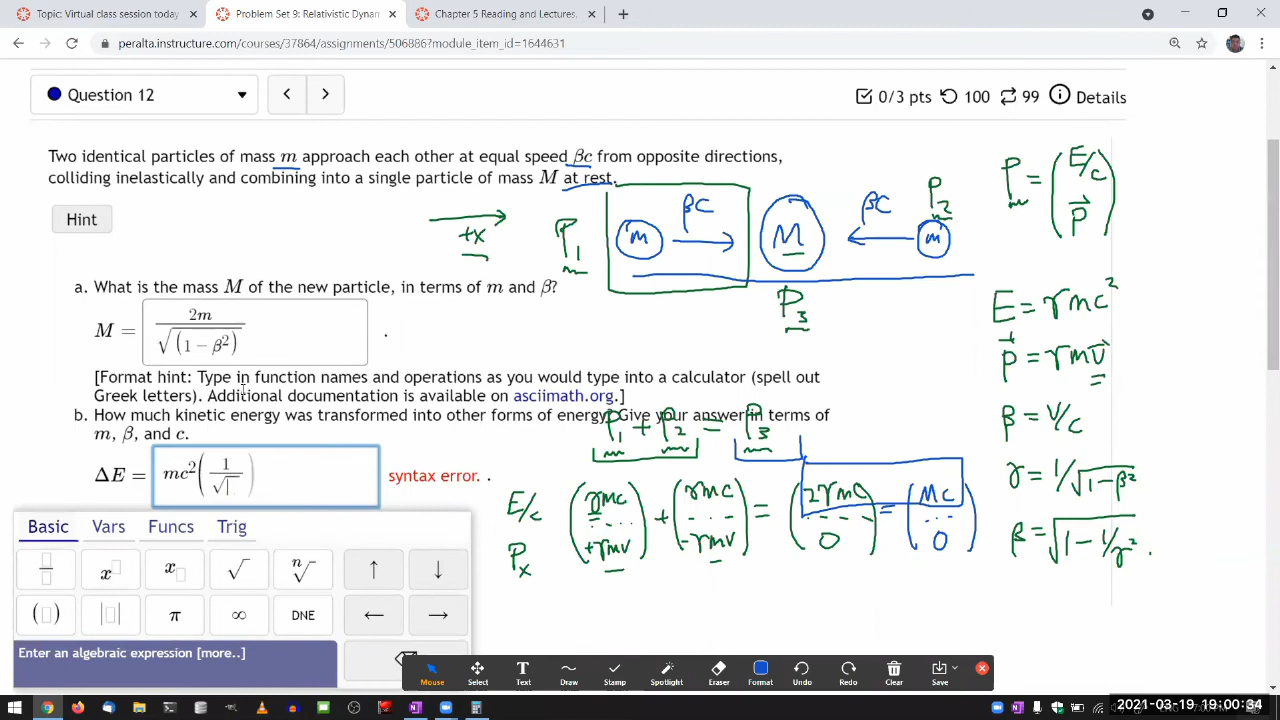 Topic: Virtual class session today
Problem Set 9: Relativistic Dynar
Chapter 5 Reading and Lectures,
peralta.instructure.com/courses/37864/assignments/506886?module_item_id=1644631
Question 12
0/3 pts 100 99 Details
Two identical particles of mass m approach each other at equal speed βc from opposite directions,
colliding inelastically and combining into a single particle of mass M at rest.
Hint
+x
P₁
m
βc
M
βc
P₂
m
P₃
P = (E/c
P⃗)
E = γmc²
p⃗ = γmv⃗
β = v/c
γ = 1/√1-β²
β = √1 - 1/γ² .
a. What is the mass M of the new particle, in terms of m and β?
M = 2m/√(1 − β²) .
[Format hint: Type in function names and operations as you would type into a calculator (spell out
Greek letters). Additional documentation is available on asciimath.org.]
b. How much kinetic energy was transformed into other forms of energy? Give your answer in terms of
m, β, and c.
P₁ + P₂ = P₃
ΔE = mc²(1/√() syntax error. .
E/c (γmc) + (γmc) = (2γmc) = (Mc)
Pₓ (+γmv) (-γmv) (0) (0)
Basic Vars Funcs Trig
x x √ n√ ↑ ↓
(▯) |▯| π ∞ DNE ← →
Enter an algebraic expression [more..]
Mouse Select Text Draw Stamp Spotlight Eraser Format Undo Redo Clear Save
2021-03-19 19:00:34